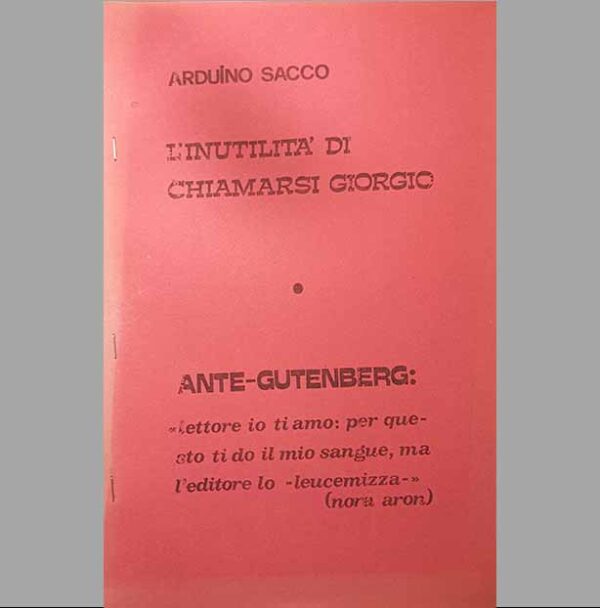 ARDUiNO SACCO
L'INUTILITA' DI
CHIAMARSI GIORGIO
ANTE-GUTENBERG:
«Lettore io ti amo: per que-
sto ti do il mio sangue, ma
l'editore lo -leucemizza-»
(nora aron)